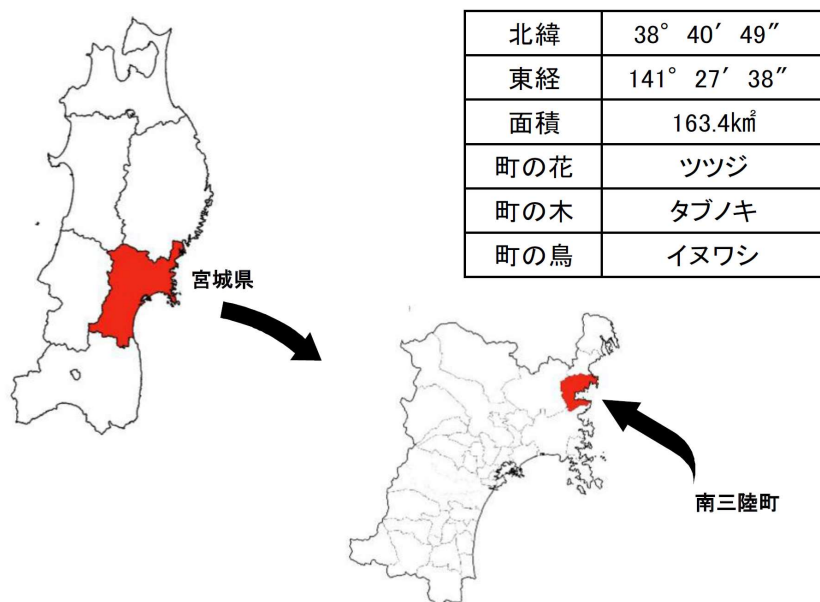 北緯 38° 40′ 49″
東経 141° 27′ 38″
面積 163.4k㎡
町の花 ツツジ
町の木 タブノキ
町の鳥 イヌワシ
宮城県
南三陸町